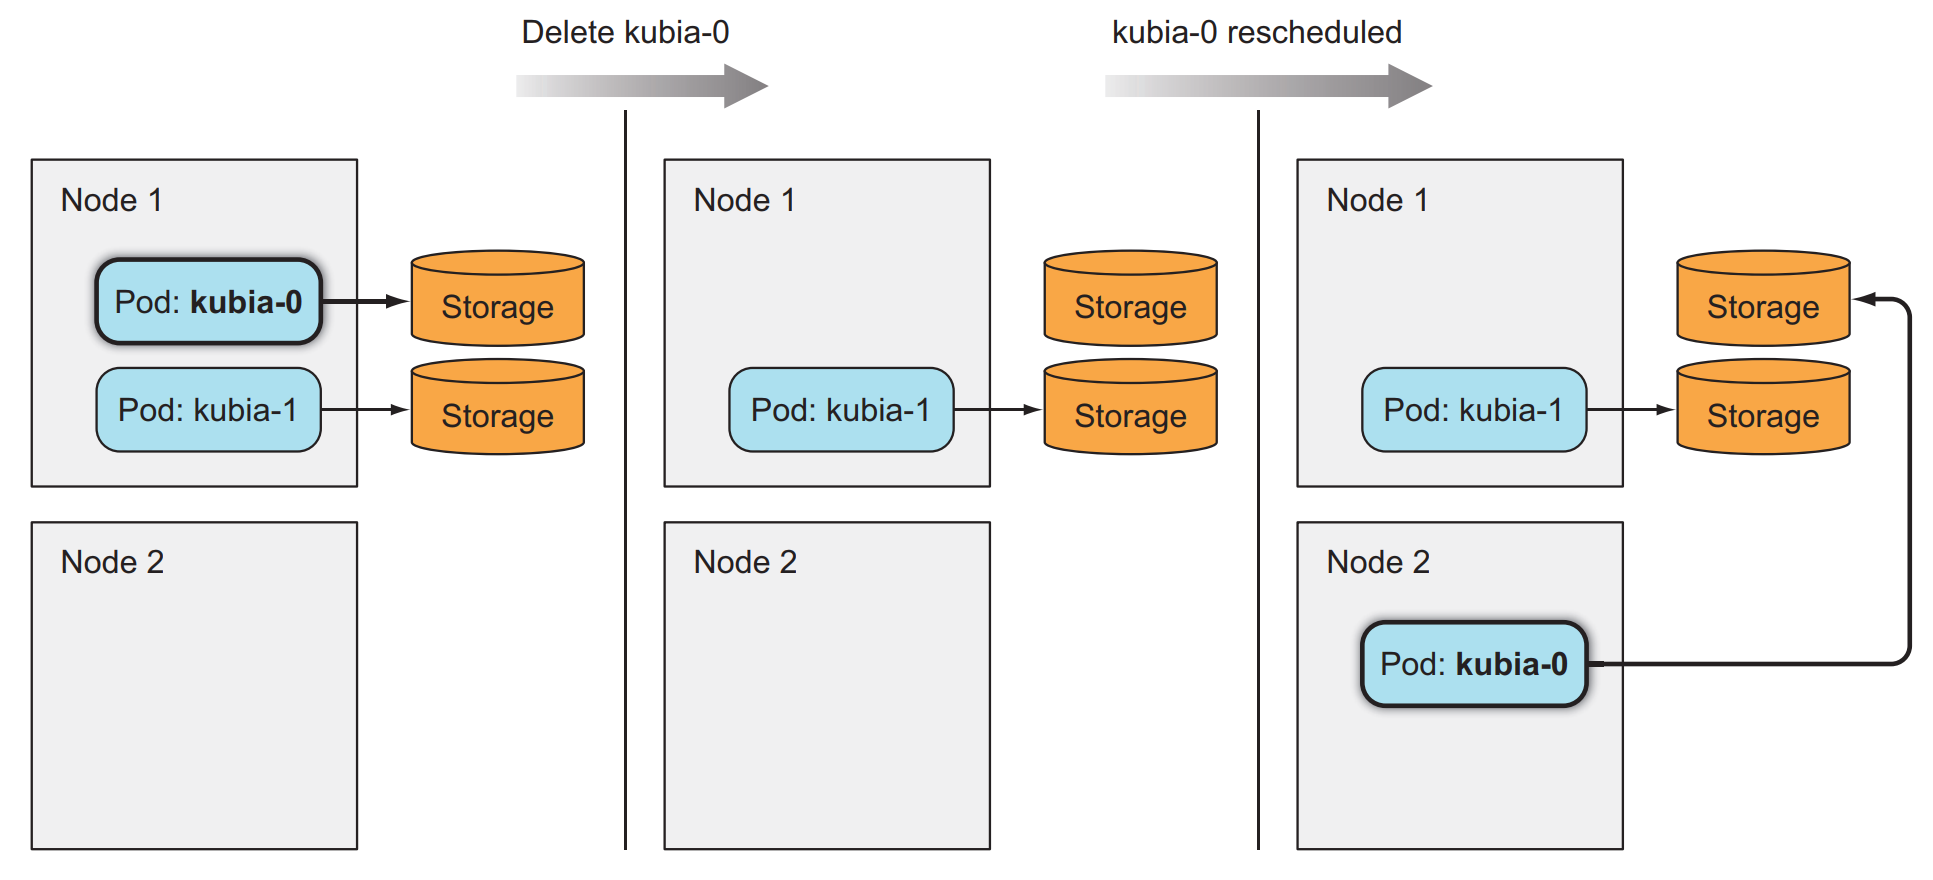 Delete kubia-0
kubia-0 rescheduled
Node 1
Pod: kubia-0
Storage
Pod: kubia-1
Storage
Node 2
Node 1
Storage
Pod: kubia-1
Storage
Node 2
Node 1
Storage
Pod: kubia-1
Storage
Node 2
Pod: kubia-0